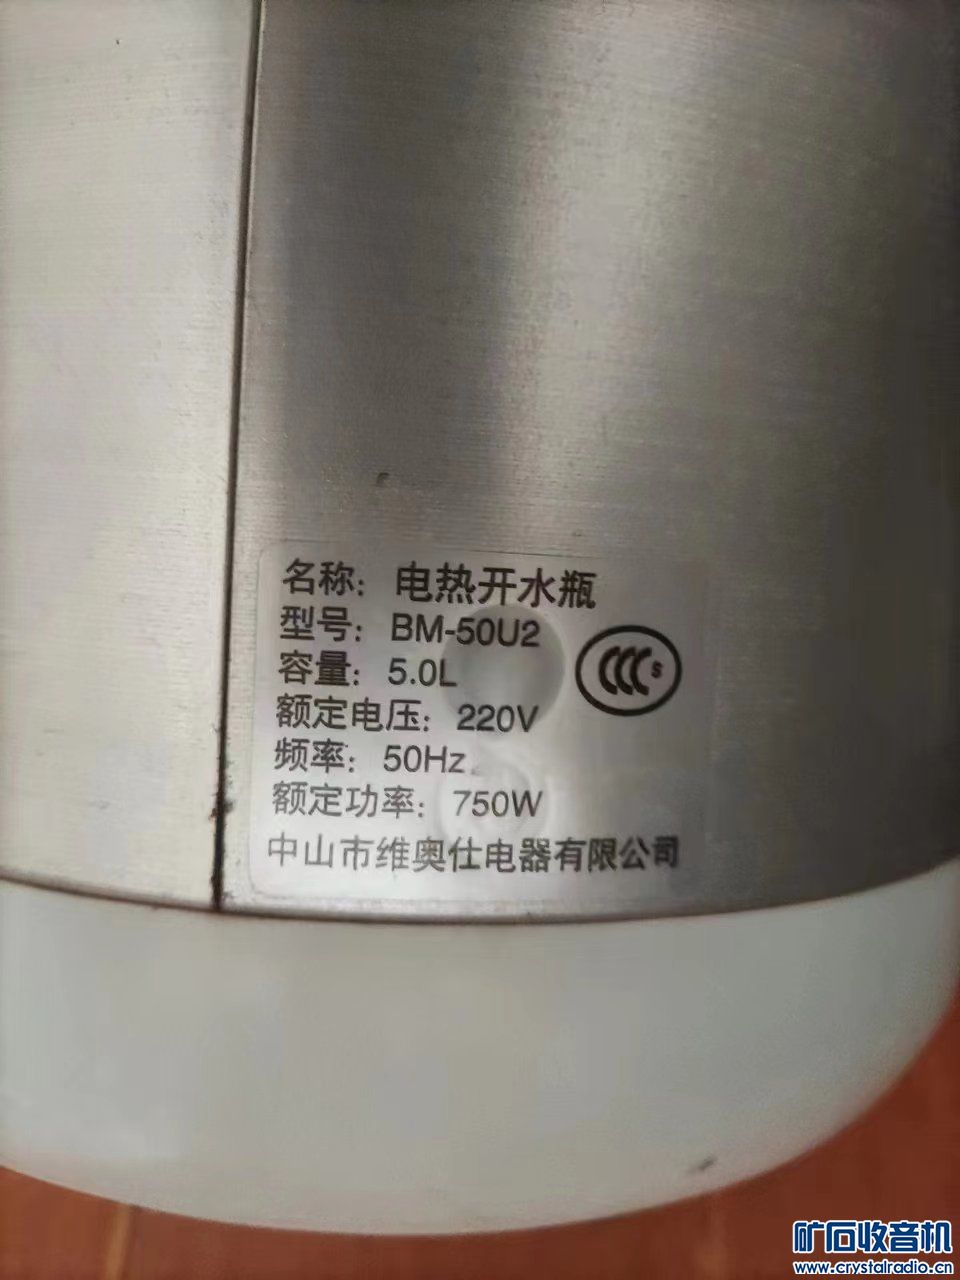 名称：电热开水瓶
型号：BM-50U2
容量：5.0L
额定电压：220V
频率：50Hz
额定功率：750W
中山市维奥仕电器有限公司
CCC S
矿石收音机
www.crystalradio.cn